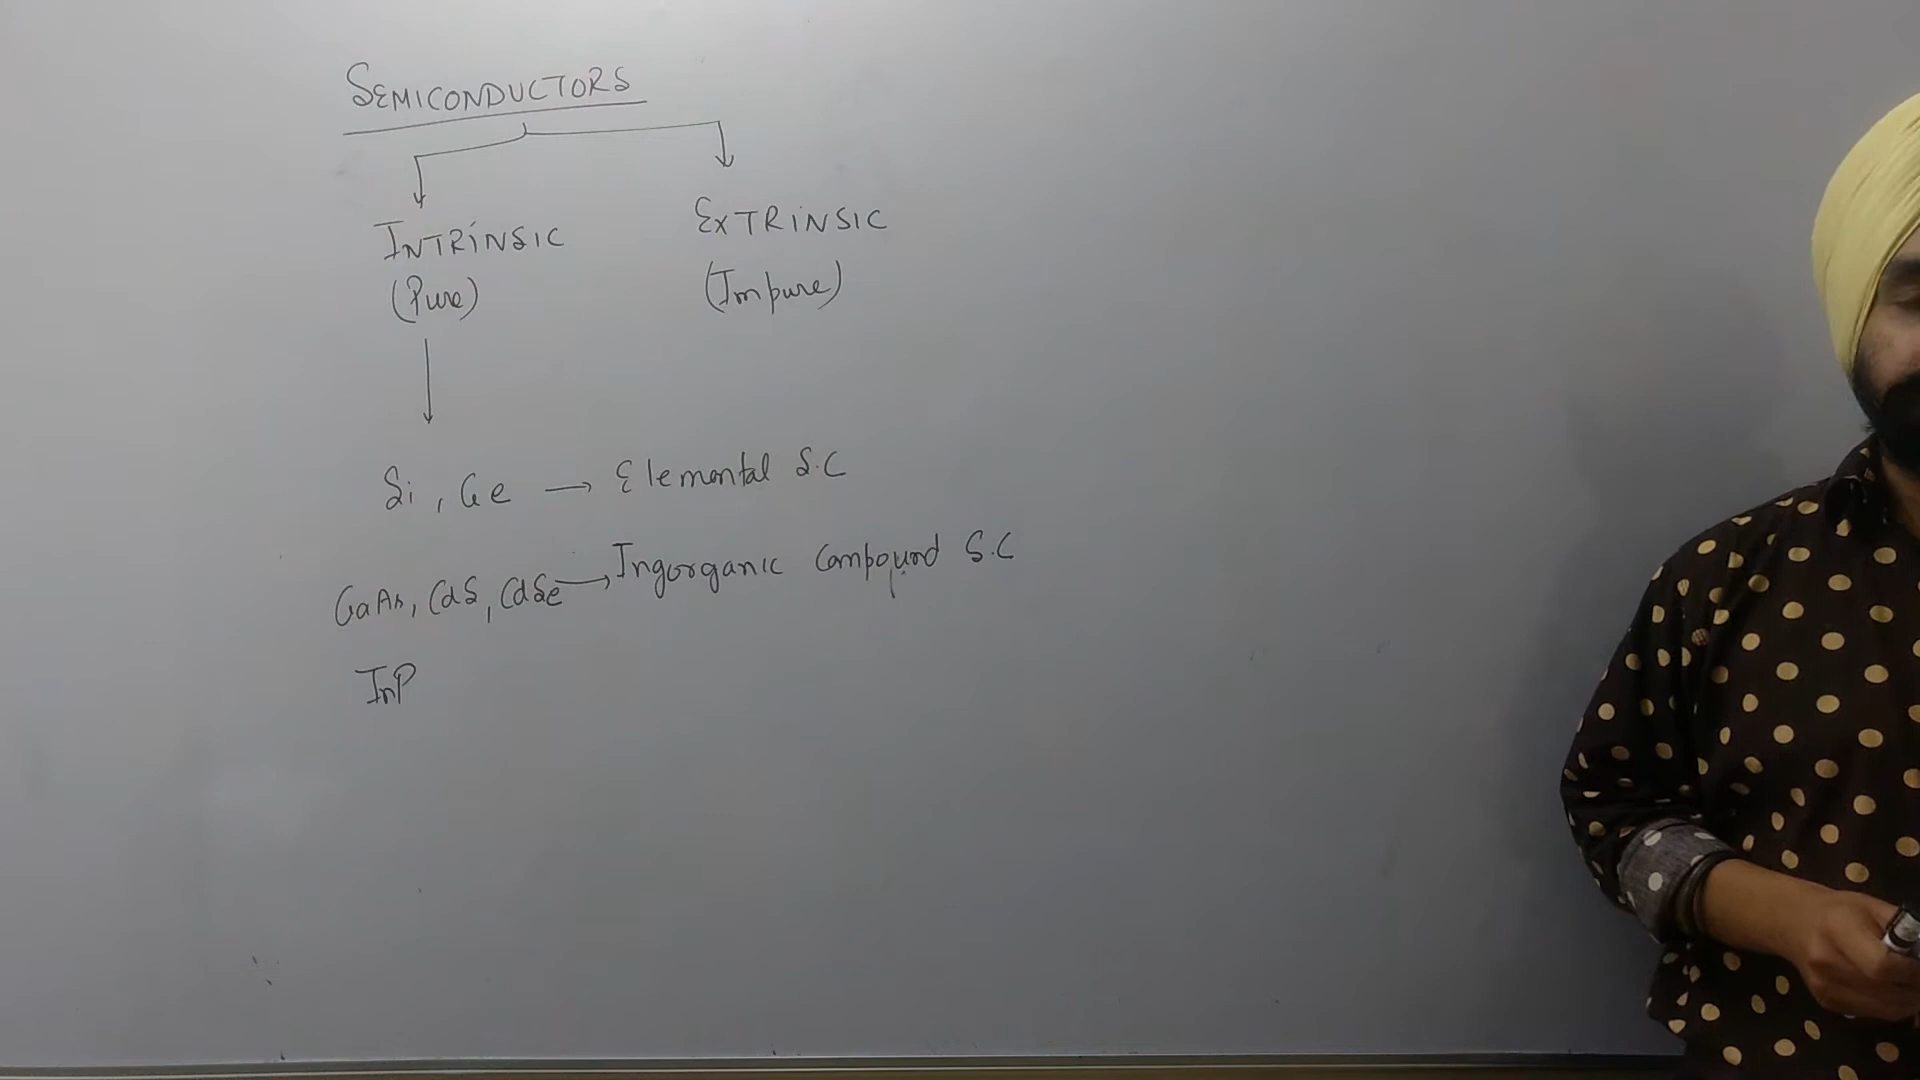 SEMICONDUCTORS
INTRINSIC EXTRINSIC
(Pure) (Impure)
Si, Ge → Elemental S.C
GaAs, CdS, CdSe → Ingorganic Compound S.C
InP